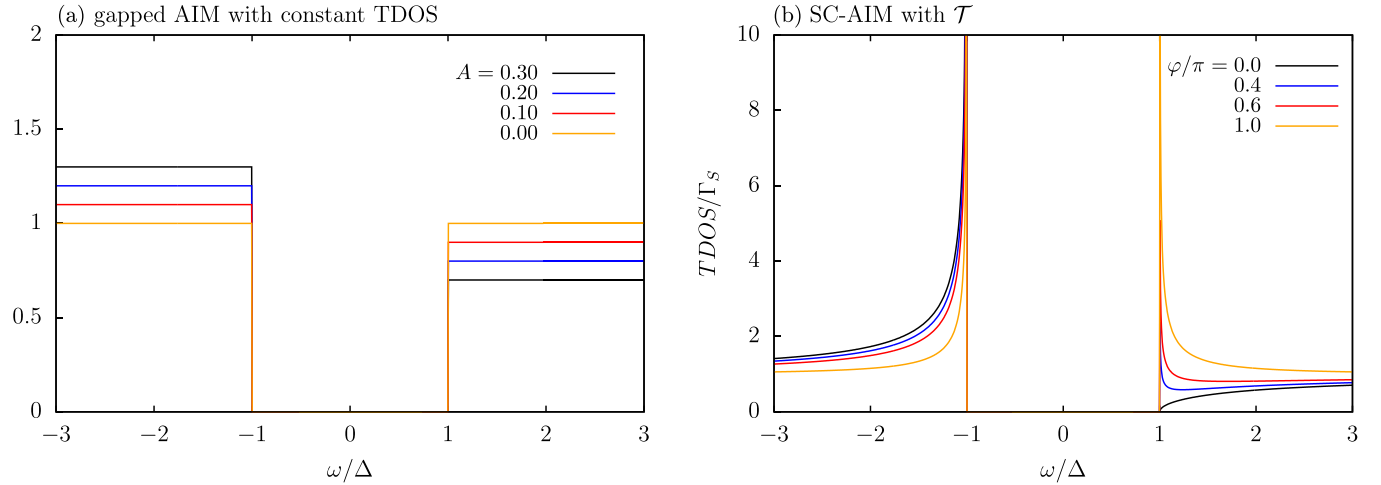 (a) gapped AIM with constant TDOS
2
1.5
1
0.5
0
A = 0.30
0.20
0.10
0.00
−3 −2 −1 0 1 2 3
ω/Δ
(b) SC-AIM with 𝒯
10
8
6
4
2
0
TDOS/Γ_S
φ/π = 0.0
0.4
0.6
1.0
−3 −2 −1 0 1 2 3
ω/Δ